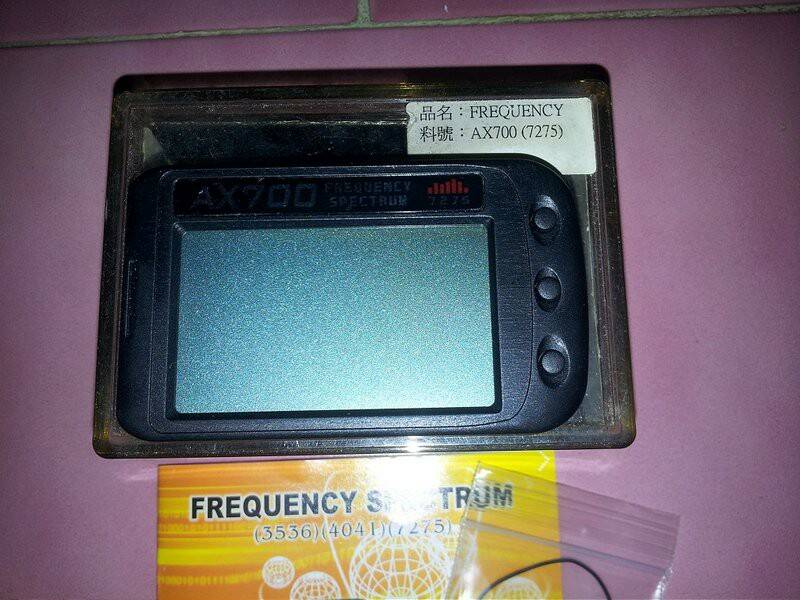 品名：FREQUENCY
料號：AX700 (7275)
AX700 FREQUENCY
SPECTRUM 7275
FREQUENCY SPECTRUM
(3536)(4041)(7275)